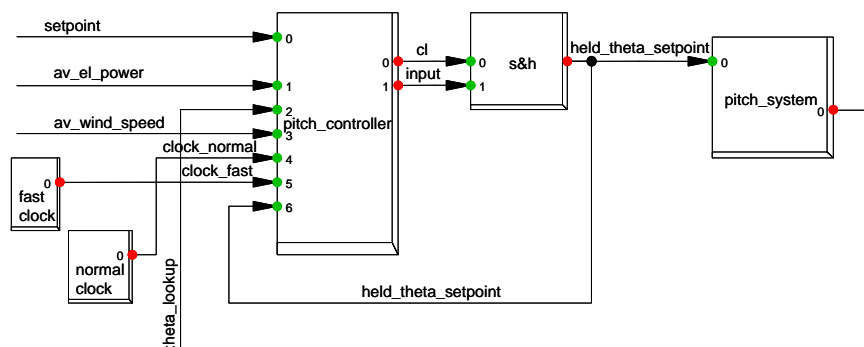 setpoint
0
av_el_power
1
2
av_wind_speed
3
pitch_controller
clock_normal
4
clock_fast
5
6
0
1
cl
input
0
1
s&h
held_theta_setpoint
0
pitch_system
0
0
fast
clock
0
normal
clock
theta_lookup
held_theta_setpoint